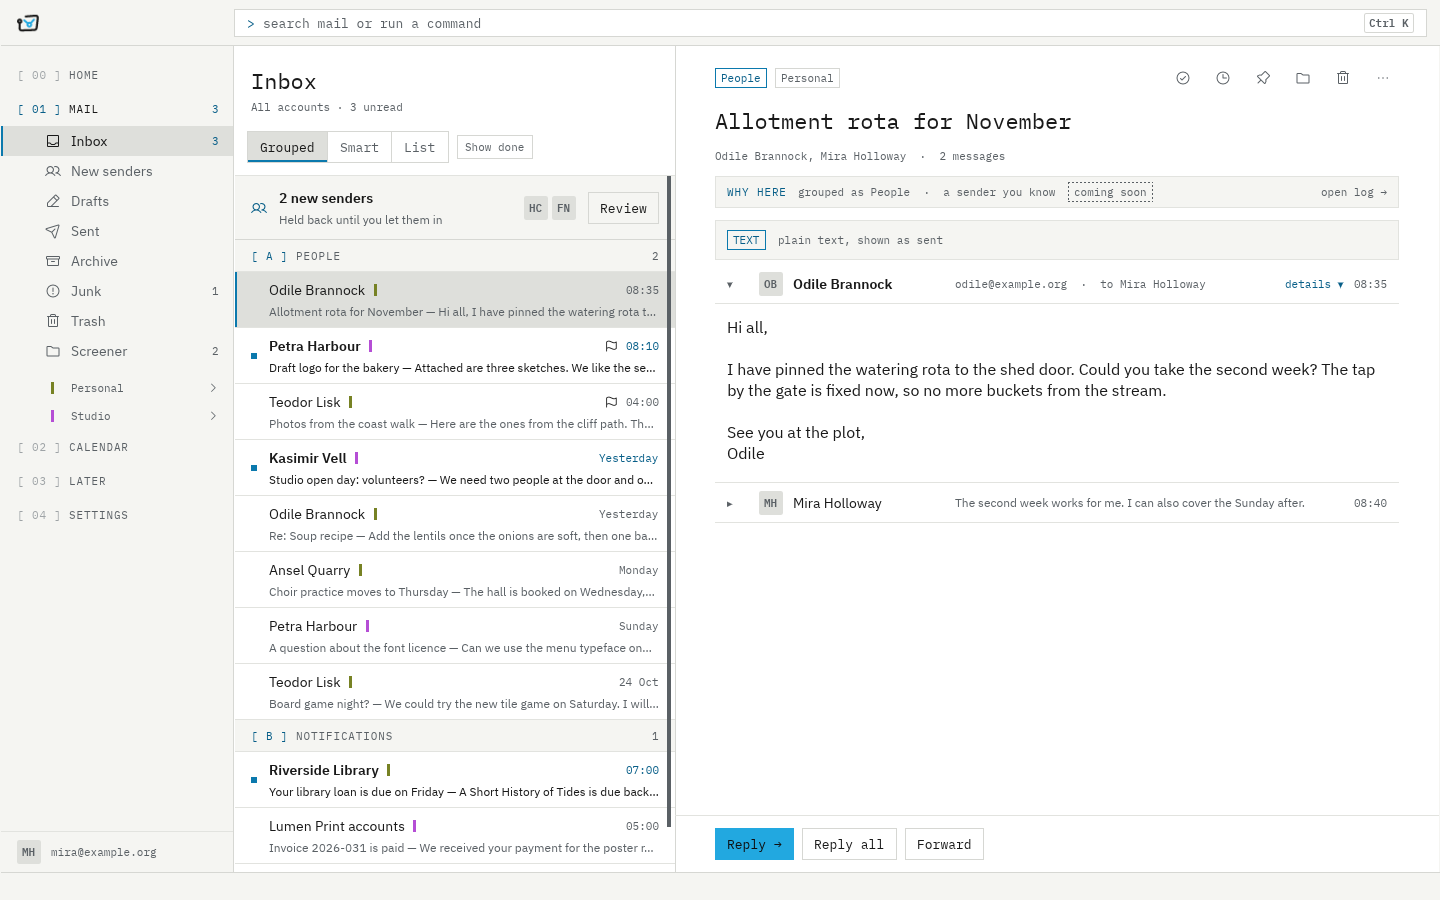 > search mail or run a command
Ctrl K
[ 00 ] HOME
[ 01 ] MAIL 3
Inbox 3
New senders
Drafts
Sent
Archive
Junk 1
Trash
Screener 2
Personal
Studio
[ 02 ] CALENDAR
[ 03 ] LATER
[ 04 ] SETTINGS
MH mira@example.org
Inbox
All accounts · 3 unread
Grouped Smart List Show done
2 new senders
Held back until you let them in
HC FN Review
[ A ] PEOPLE 2
Odile Brannock 08:35
Allotment rota for November — Hi all, I have pinned the watering rota t...
Petra Harbour 08:10
Draft logo for the bakery — Attached are three sketches. We like the se...
Teodor Lisk 04:00
Photos from the coast walk — Here are the ones from the cliff path. Th...
Kasimir Vell Yesterday
Studio open day: volunteers? — We need two people at the door and o...
Odile Brannock Yesterday
Re: Soup recipe — Add the lentils once the onions are soft, then one ba...
Ansel Quarry Monday
Choir practice moves to Thursday — The hall is booked on Wednesday,...
Petra Harbour Sunday
A question about the font licence — Can we use the menu typeface on...
Teodor Lisk 24 Oct
Board game night? — We could try the new tile game on Saturday. I will...
[ B ] NOTIFICATIONS 1
Riverside Library 07:00
Your library loan is due on Friday — A Short History of Tides is due back...
Lumen Print accounts 05:00
Invoice 2026-031 is paid — We received your payment for the poster r...
People Personal
Allotment rota for November
Odile Brannock, Mira Holloway · 2 messages
WHY HERE grouped as People · a sender you know coming soon open log →
TEXT plain text, shown as sent
▾ OB Odile Brannock odile@example.org · to Mira Holloway details ▾ 08:35
Hi all,
I have pinned the watering rota to the shed door. Could you take the second week? The tap
by the gate is fixed now, so no more buckets from the stream.
See you at the plot,
Odile
▸ MH Mira Holloway The second week works for me. I can also cover the Sunday after. 08:40
Reply → Reply all Forward